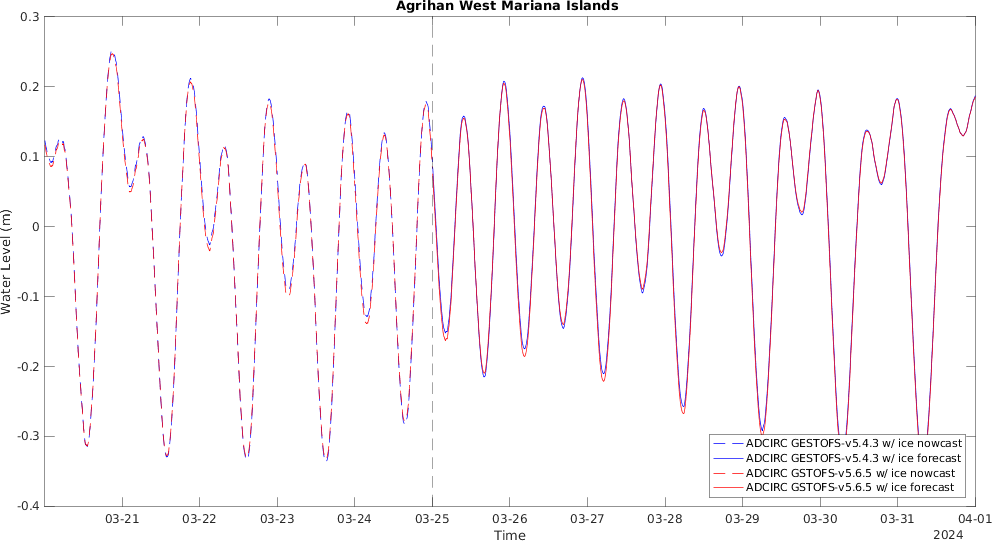 Agrihan West Mariana Islands
Water Level (m)
0.3
0.2
0.1
0
-0.1
-0.2
-0.3
-0.4
ADCIRC GESTOFS-v5.4.3 w/ ice nowcast
ADCIRC GESTOFS-v5.4.3 w/ ice forecast
ADCIRC GSTOFS-v5.6.5 w/ ice nowcast
ADCIRC GSTOFS-v5.6.5 w/ ice forecast
03-21 03-22 03-23 03-24 03-25 03-26 03-27 03-28 03-29 03-30 03-31 04-01
Time
2024